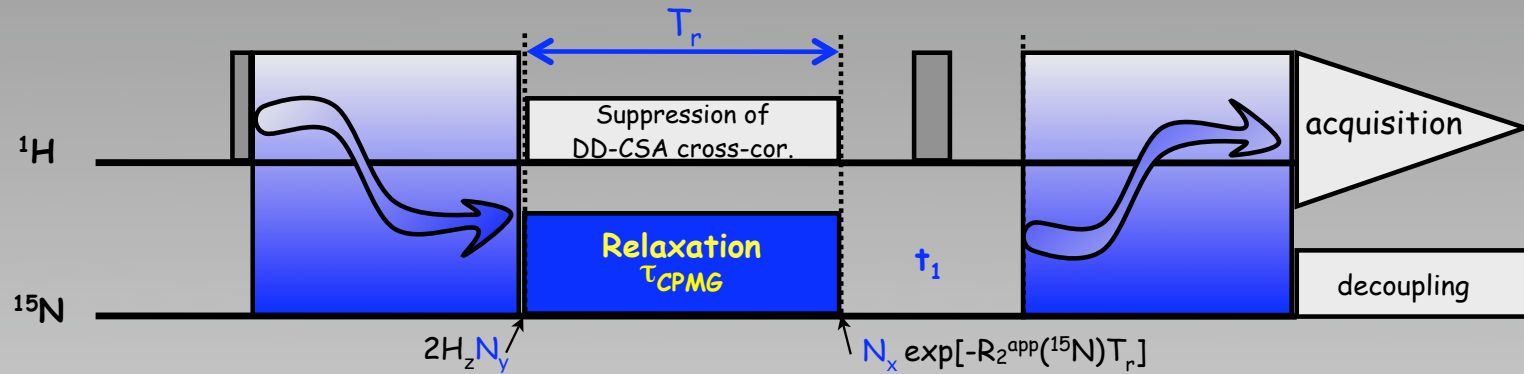 Tᵣ
¹H
Suppression of
DD-CSA cross-cor.
acquisition
Relaxation
τCPMG
t₁
¹⁵N
decoupling
2H_zN_y
Nₓ exp[-R₂ᵃᵖᵖ(¹⁵N)Tᵣ]